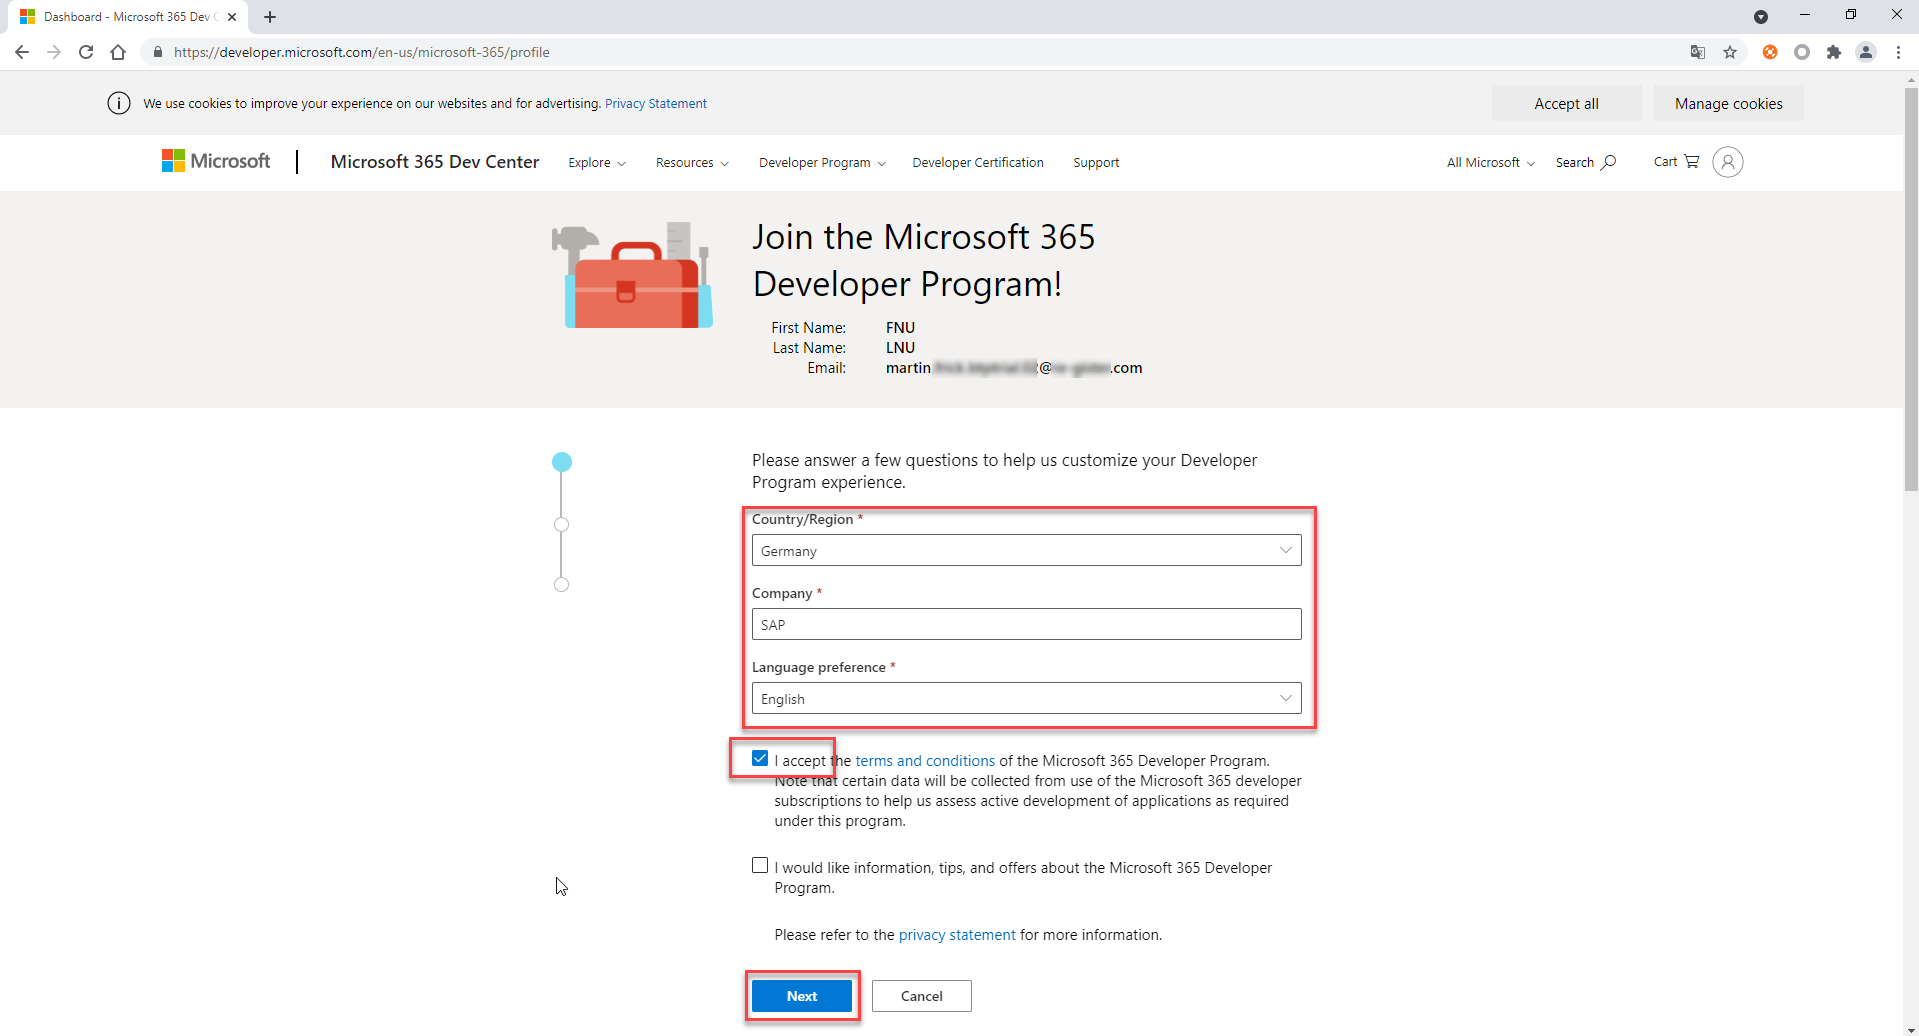 Dashboard - Microsoft 365 Dev
https://developer.microsoft.com/en-us/microsoft-365/profile
We use cookies to improve your experience on our websites and for advertising. Privacy Statement
Accept all
Manage cookies
Microsoft
Microsoft 365 Dev Center
Explore
Resources
Developer Program
Developer Certification
Support
All Microsoft
Search
Cart
Join the Microsoft 365
Developer Program!
First Name: FNU
Last Name: LNU
Email: martin @ .com
Please answer a few questions to help us customize your Developer
Program experience.
Country/Region *
Germany
Company *
SAP
Language preference *
English
I accept the terms and conditions of the Microsoft 365 Developer Program.
Note that certain data will be collected from use of the Microsoft 365 developer
subscriptions to help us assess active development of applications as required
under this program.
I would like information, tips, and offers about the Microsoft 365 Developer
Program.
Please refer to the privacy statement for more information.
Next
Cancel